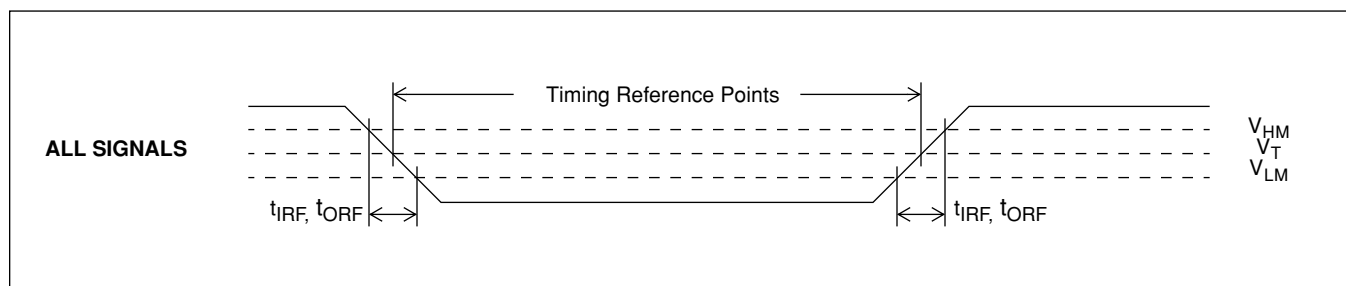 Timing Reference Points
ALL SIGNALS
V_HM
V_T
V_LM
t_IRF, t_ORF
t_IRF, t_ORF